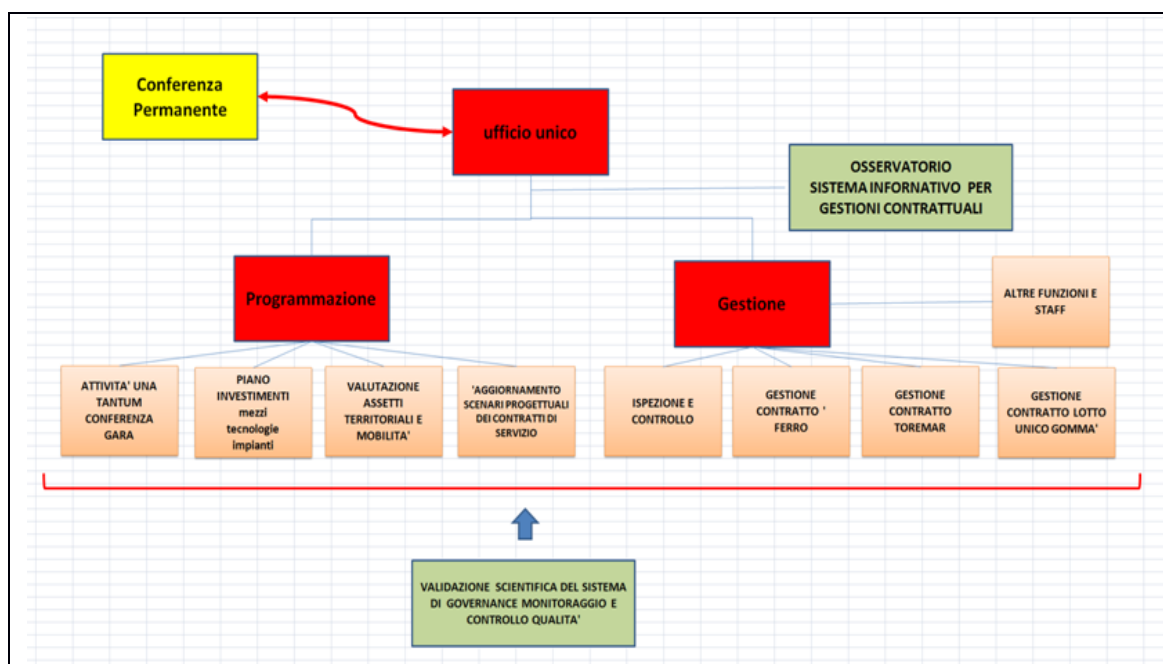 Conferenza
Permanente
ufficio unico
OSSERVATORIO
SISTEMA INFORNATIVO PER
GESTIONI CONTRATTUALI
Programmazione
Gestione
ALTRE FUNZIONI E
STAFF
ATTIVITA' UNA
TANTUM
CONFERENZA
GARA
PIANO
INVESTIMENTI
mezzi
tecnologie
impianti
VALUTAZIONE
ASSETTI
TERRITORIALI E
MOBILITA'
'AGGIORNAMENTO
SCENARI PROGETTUALI
DEI CONTRATTI DI
SERVIZIO
ISPEZIONE E
CONTROLLO
GESTIONE
CONTRATTO '
FERRO
GESTIONE
CONTRATTO
TOREMAR
GESTIONE
CONTRATTO LOTTO
UNICO GOMMA'
VALIDAZIONE SCIENTIFICA DEL SISTEMA
DI GOVERNANCE MONITORAGGIO E
CONTROLLO QUALITA'